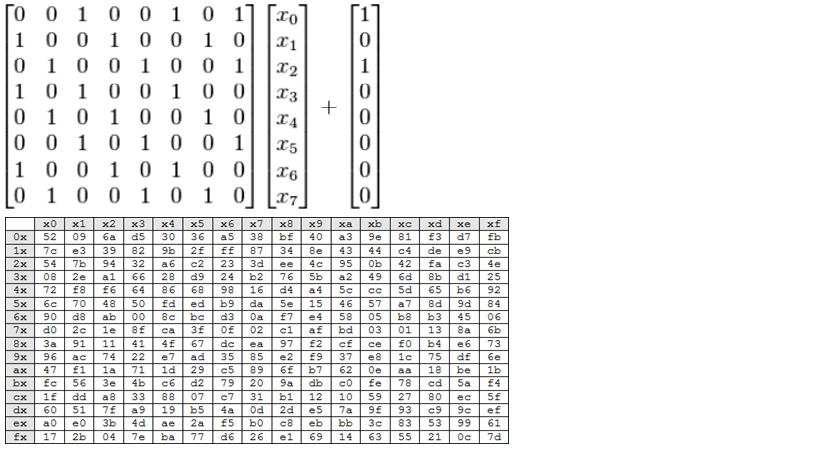 0 0 1 0 0 1 0 1 x0 1
1 0 0 1 0 0 1 0 x1 0
0 1 0 0 1 0 0 1 x2 1
1 0 1 0 0 1 0 0 x3 + 0
0 1 0 1 0 0 1 0 x4 0
0 0 1 0 1 0 0 1 x5 0
1 0 0 1 0 1 0 0 x6 0
0 1 0 0 1 0 1 0 x7 0
x0 x1 x2 x3 x4 x5 x6 x7 x8 x9 xa xb xc xd xe xf
0x 52 09 6a d5 30 36 a5 38 bf 40 a3 9e 81 f3 d7 fb
1x 7c e3 39 82 9b 2f ff 87 34 8e 43 44 c4 de e9 cb
2x 54 7b 94 32 a6 c2 23 3d ee 4c 95 0b 42 fa c3 4e
3x 08 2e a1 66 28 d9 24 b2 76 5b a2 49 6d 8b d1 25
4x 72 f8 f6 64 86 68 98 16 d4 a4 5c cc 5d 65 b6 92
5x 6c 70 48 50 fd ed b9 da 5e 15 46 57 a7 8d 9d 84
6x 90 d8 ab 00 8c bc d3 0a f7 e4 58 05 b8 b3 45 06
7x d0 2c 1e 8f ca 3f 0f 02 c1 af bd 03 01 13 8a 6b
8x 3a 91 11 41 4f 67 dc ea 97 f2 cf ce f0 b4 e6 73
9x 96 ac 74 22 e7 ad 35 85 e2 f9 37 e8 1c 75 df 6e
ax 47 f1 1a 71 1d 29 c5 89 6f b7 62 0e aa 18 be 1b
bx fc 56 3e 4b c6 d2 79 20 9a db c0 fe 78 cd 5a f4
cx 1f dd a8 33 88 07 c7 31 b1 12 10 59 27 80 ec 5f
dx 60 51 7f a9 19 b5 4a 0d 2d e5 7a 9f 93 c9 9c ef
ex a0 e0 3b 4d ae 2a f5 b0 c8 eb bb 3c 83 53 99 61
fx 17 2b 04 7e ba 77 d6 26 e1 69 14 63 55 21 0c 7d